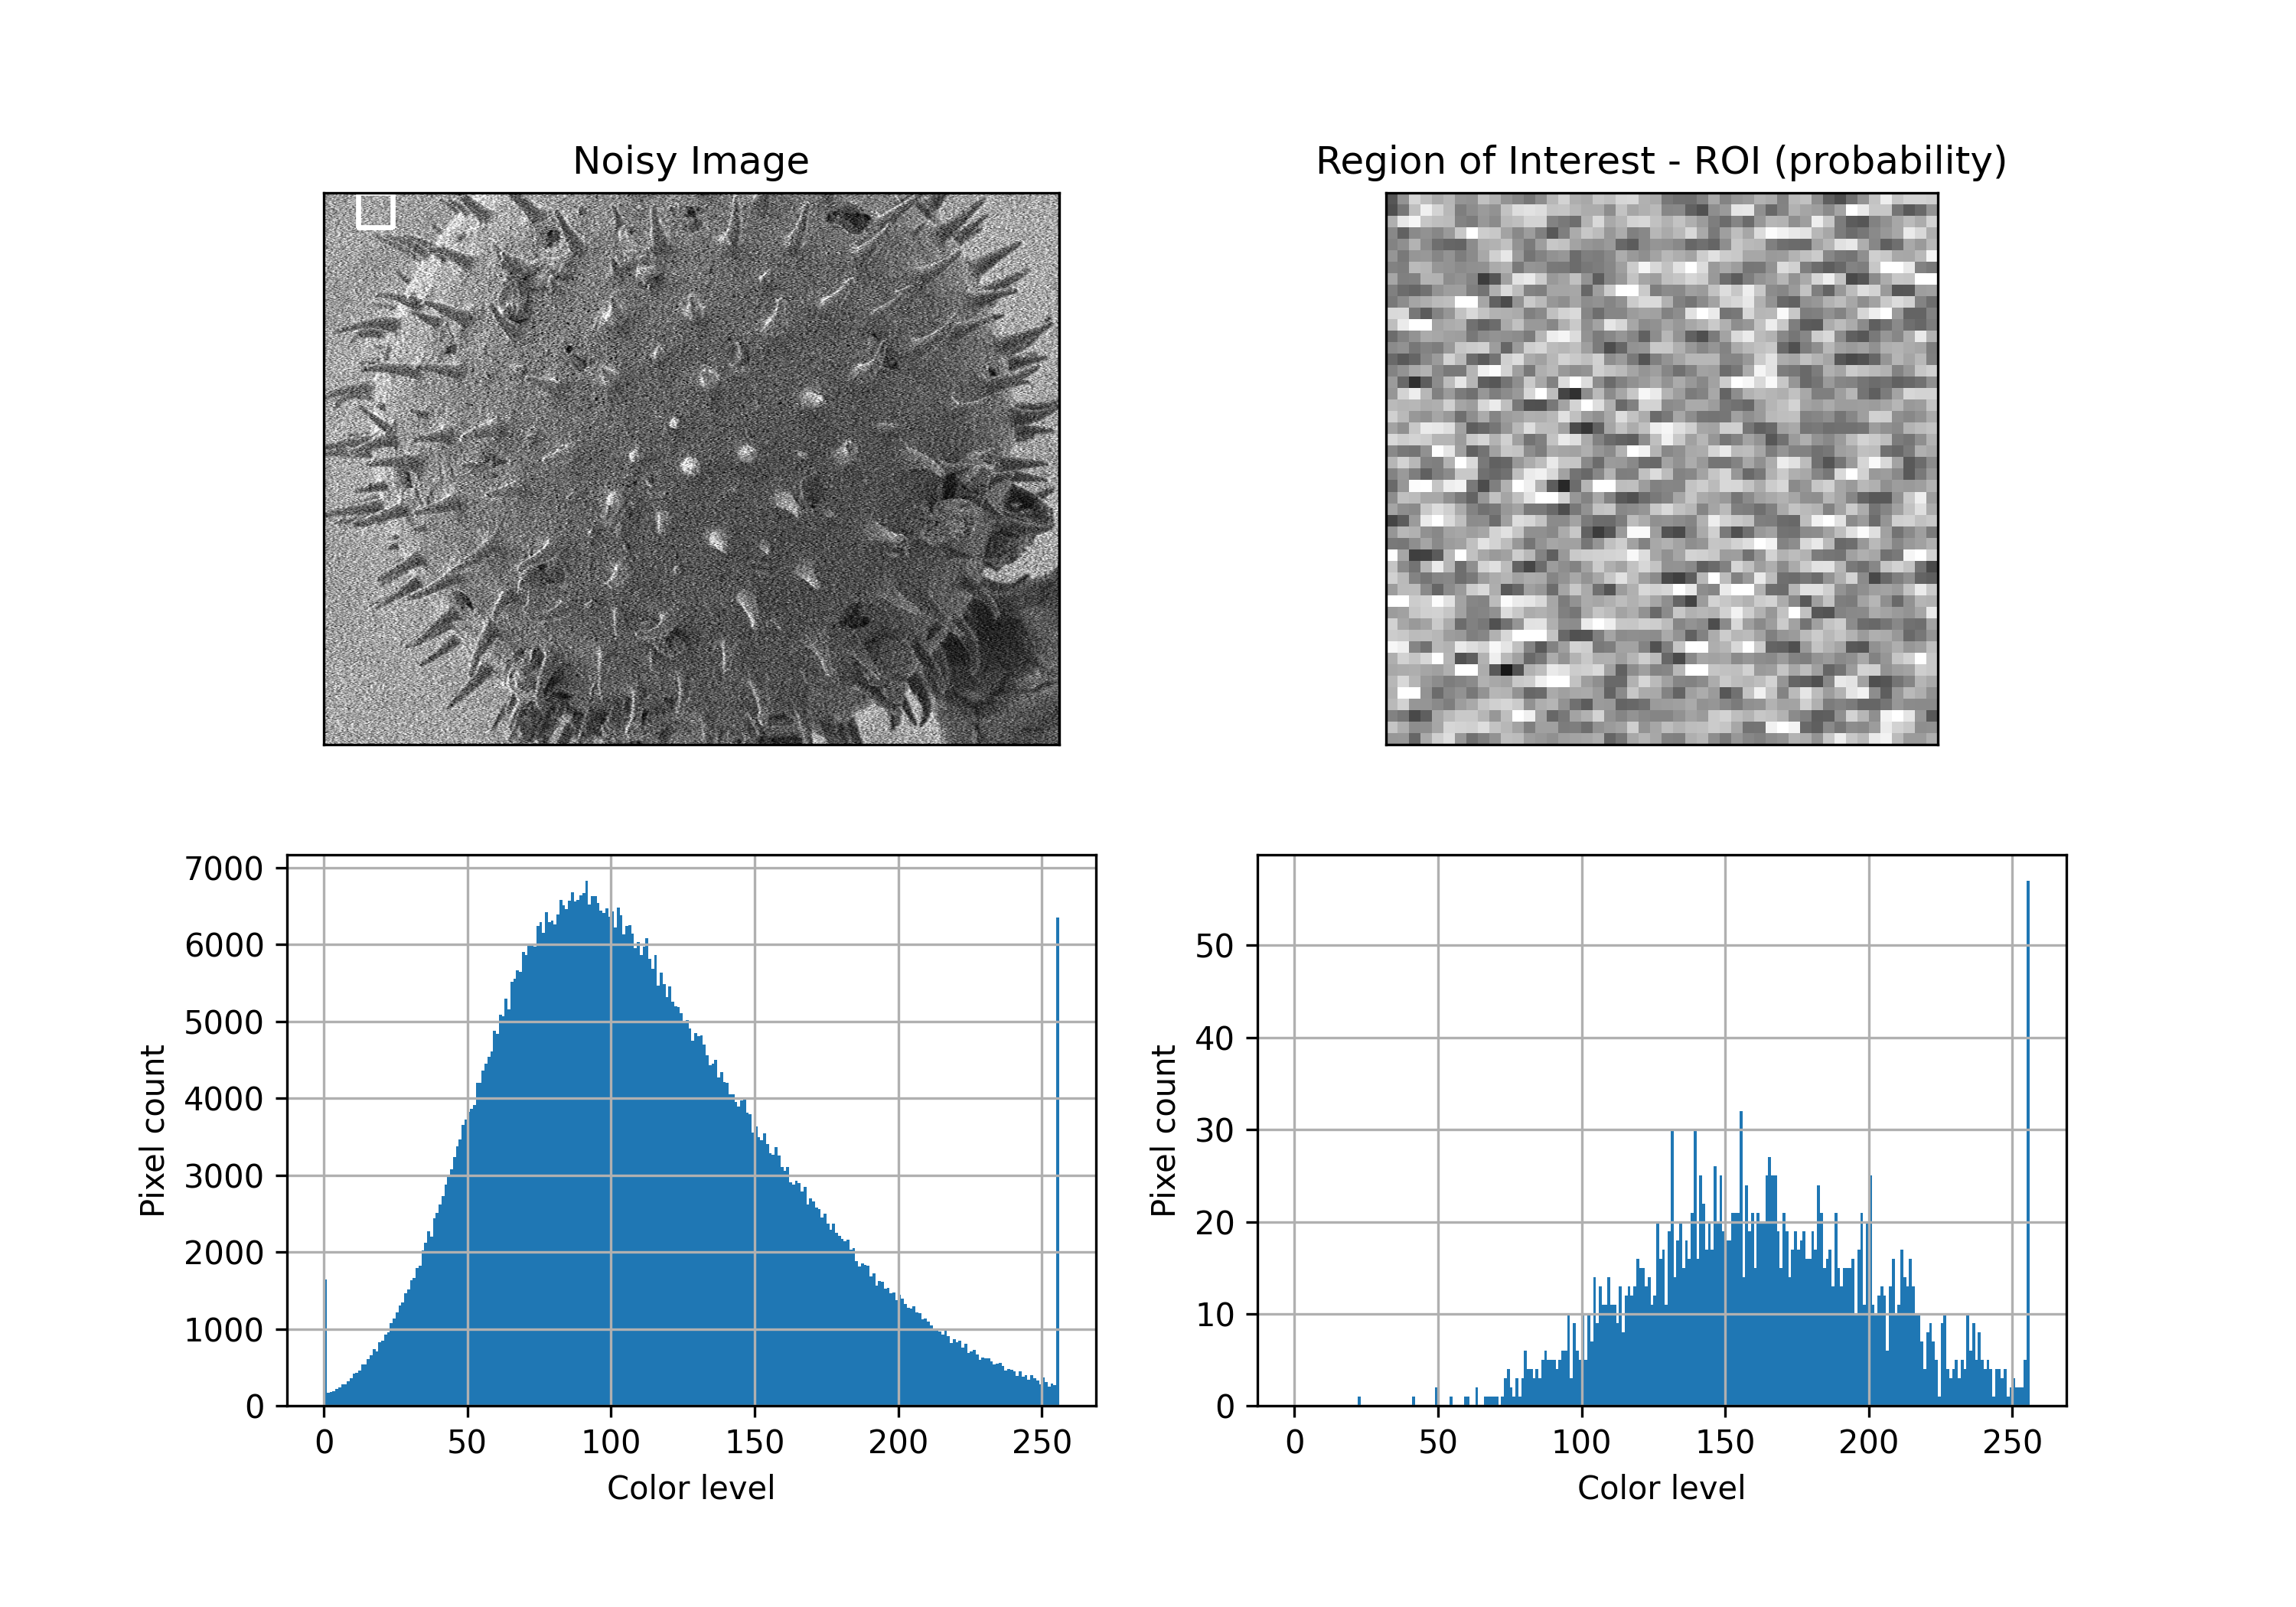 Noisy Image
Region of Interest - ROI (probability)
7000
6000
5000
4000
3000
2000
1000
0
Pixel count
0 50 100 150 200 250
Color level
50
40
30
20
10
0
Pixel count
0 50 100 150 200 250
Color level